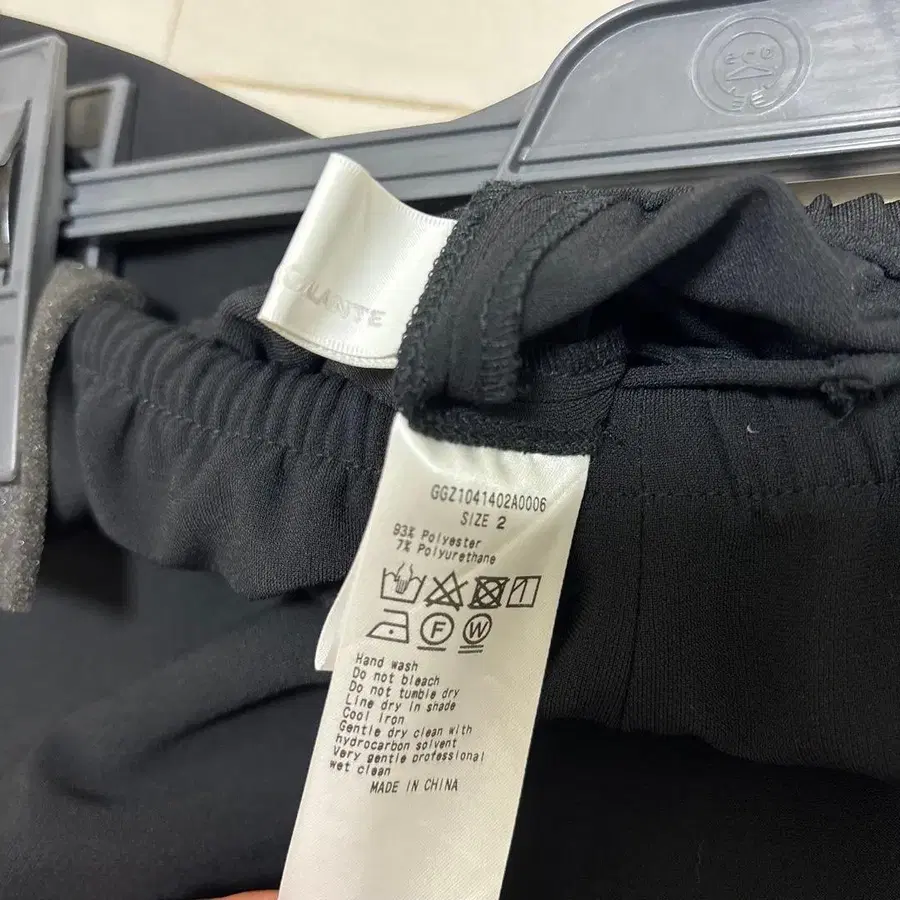 GGZ1041402A0006
SIZE 2
93% Polyester
7% Polyurethane
F
W
Hand wash
Do not bleach
Do not tumble dry
Line dry in shade
Cool iron
Gentle dry clean with
hydrocarbon solvent
Very gentle professional
wet clean
MADE IN CHINA